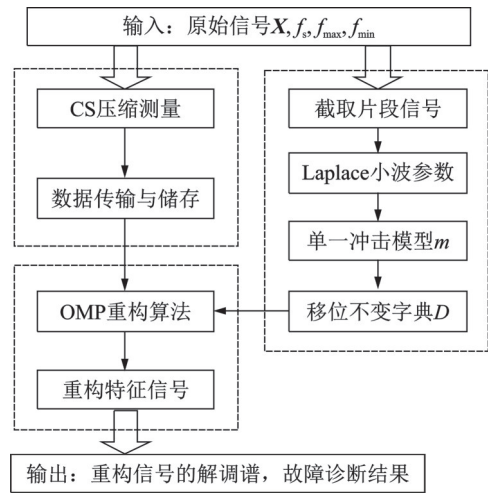 输入：原始信号X, fs, fmax, fmin
CS压缩测量
数据传输与储存
截取片段信号
Laplace小波参数
单一冲击模型m
移位不变字典D
OMP重构算法
重构特征信号
输出：重构信号的解调谱，故障诊断结果